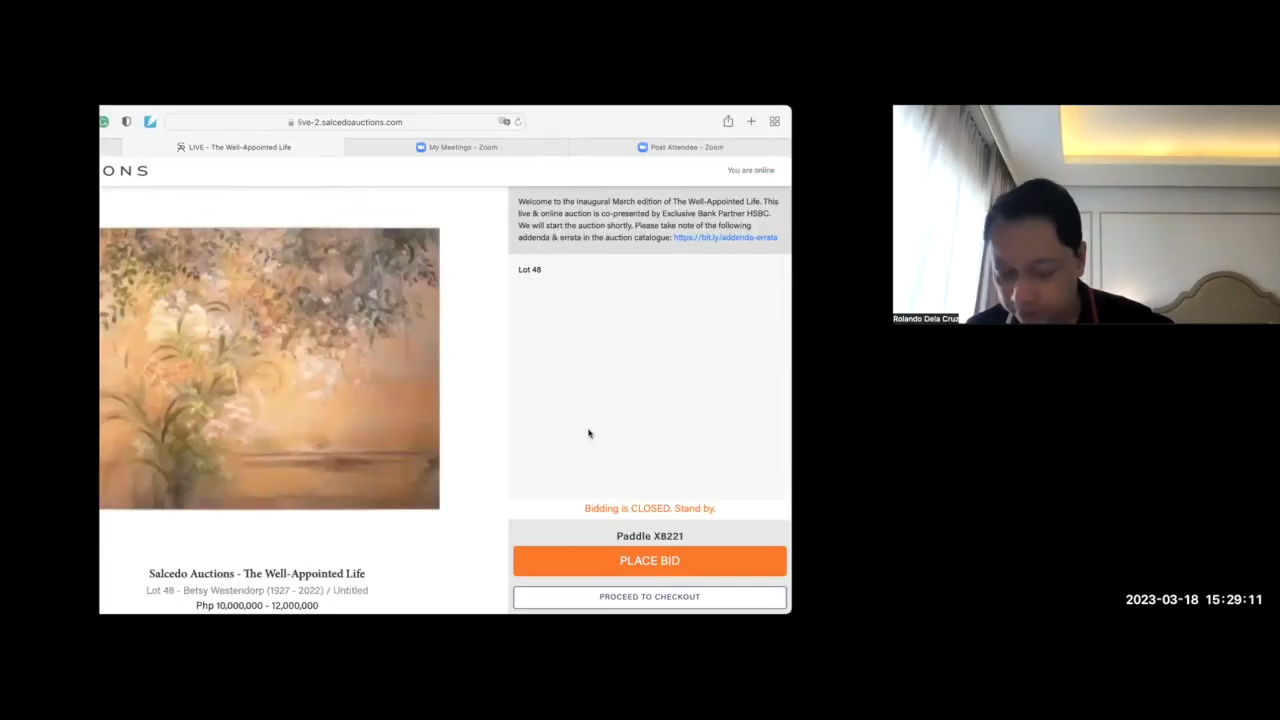 live-2.salcedoauctions.com
LIVE - The Well-Appointed Life
My Meetings - Zoom
Post Attendee - Zoom
ONS
You are online
Welcome to the inaugural March edition of The Well-Appointed Life. This
live & online auction is co-presented by Exclusive Bank Partner HSBC.
We will start the auction shortly. Please take note of the following
addenda & errata in the auction catalogue: https://bit.ly/addenda-errata
Lot 48
Bidding is CLOSED. Stand by.
Paddle X8221
PLACE BID
PROCEED TO CHECKOUT
Salcedo Auctions - The Well-Appointed Life
Lot 48 - Betsy Westendorp (1927 - 2022) / Untitled
Php 10,000,000 - 12,000,000
Rolando Dela Cruz
2023-03-18 15:29:11